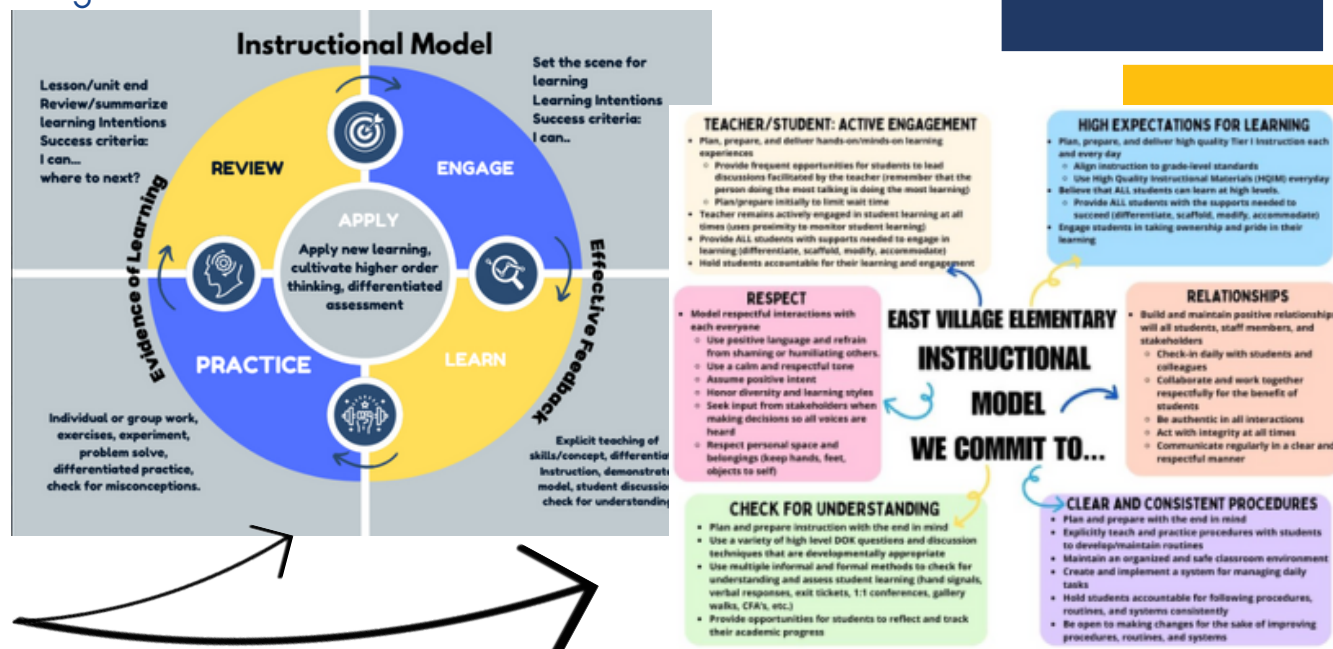 Instructional Model
Lesson/unit end
Review/summarize
learning Intentions
Success criteria:
I can...
where to next?
Set the scene for
learning
Learning Intentions
Success criteria:
I can..
REVIEW
ENGAGE
APPLY
Apply new learning,
cultivate higher order
thinking, differentiated
assessment
Evidence of Learning
Effective Feedback
PRACTICE
LEARN
Individual or group work,
exercises, experiment,
problem solve,
differentiated practice,
check for misconceptions.
Explicit teaching of
skills/concept,
Instruction,
model, student
check for understanding
TEACHER/STUDENT: ACTIVE ENGAGEMENT
• Plan, prepare, and deliver hands-on/minds-on learning
experiences
○ Provide frequent opportunities for students to lead
discussions facilitated by the teacher (remember that the
person doing the most talking is doing the most learning)
○ Plan/prepare initially to limit wait time
• Teacher remains actively engaged in student learning at all
times (uses proximity to monitor student learning)
• Provide ALL students with supports needed to engage in
learning (differentiate, scaffold, modify, accommodate)
• Hold students accountable for their learning and engagement
HIGH EXPECTATIONS FOR LEARNING
• Plan, prepare, and deliver high quality Tier I Instruction each
and every day
○ Align instruction to grade-level standards
○ Use High Quality Instructional Materials (HQIM) everyday
• Believe that ALL students can learn at high levels.
○ Provide ALL students with the supports needed to
succeed (differentiate, scaffold, modify, accommodate)
• Engage students in taking ownership and pride in their
learning
RESPECT
• Model respectful interactions with
each everyone
○ Use positive language and refrain
from shaming or humiliating others.
○ Use a calm and respectful tone
○ Assume positive intent
○ Honor diversity and learning styles
○ Seek input from stakeholders when
making decisions so all voices are
heard
○ Respect personal space and
belongings (keep hands, feet,
objects to self)
EAST VILLAGE ELEMENTARY
INSTRUCTIONAL
MODEL
WE COMMIT TO...
RELATIONSHIPS
• Build and maintain positive relationships
will all students, staff members, and
stakeholders
○ Check-in daily with students and
colleagues
○ Collaborate and work together
respectfully for the benefit of
students
○ Be authentic in all interactions
○ Act with integrity at all times
○ Communicate regularly in a clear and
respectful manner
CHECK FOR UNDERSTANDING
• Plan and prepare instruction with the end in mind
• Use a variety of high level DOK questions and discussion
techniques that are developmentally appropriate
• Use multiple informal and formal methods to check for
understanding and assess student learning (hand signals,
verbal responses, exit tickets, 1:1 conferences, gallery
walks, CFA's, etc.)
• Provide opportunities for students to reflect and track
their academic progress
CLEAR AND CONSISTENT PROCEDURES
• Plan and prepare with the end in mind
• Explicitly teach and practice procedures with students
to develop/maintain routines
• Maintain an organized and safe classroom environment
• Create and implement a system for managing daily
tasks
• Hold students accountable for following procedures,
routines, and systems consistently
• Be open to making changes for the sake of improving
procedures, routines, and systems